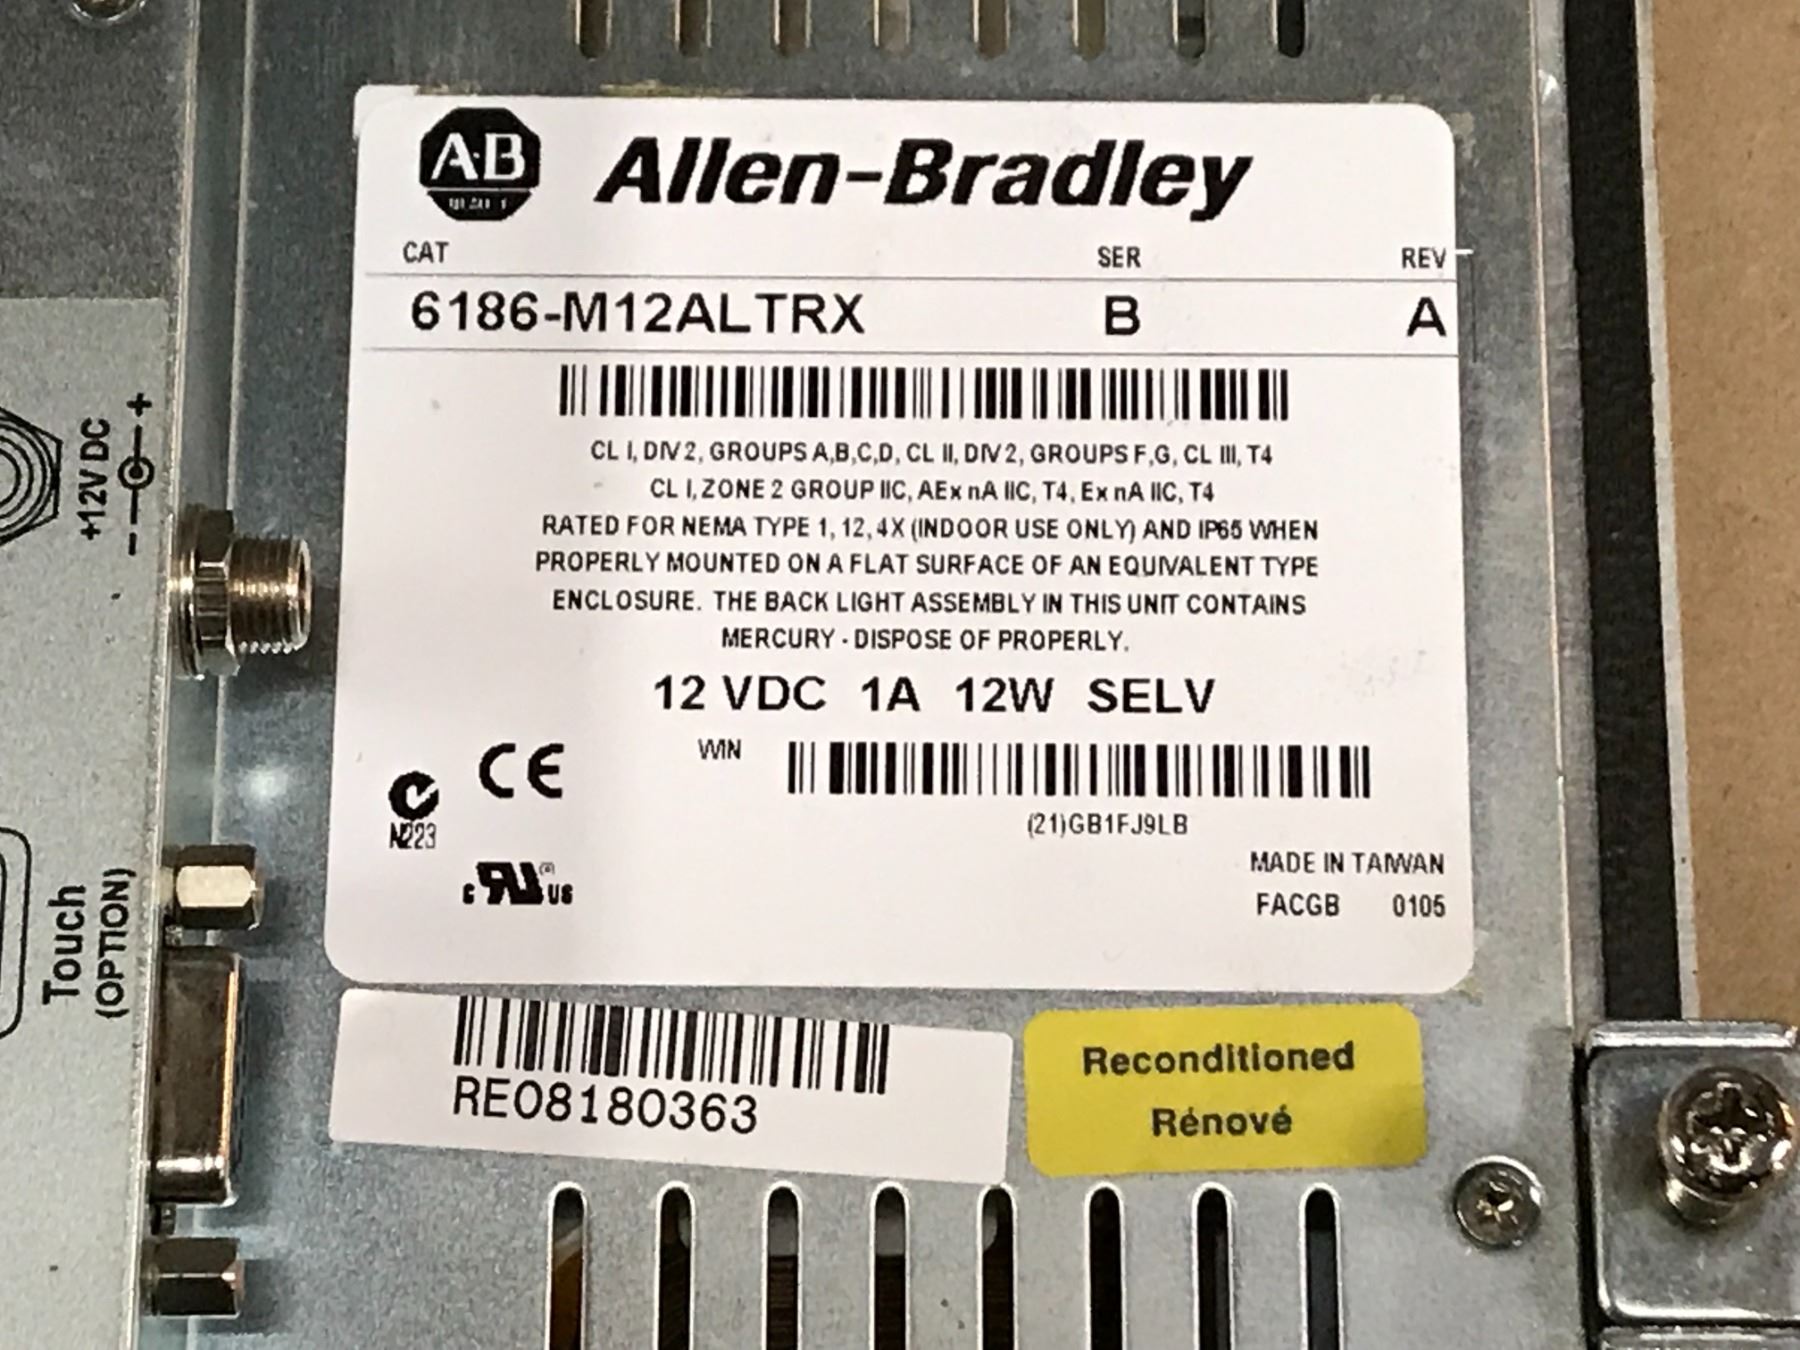 A·B
Allen-Bradley
CAT SER REV
6186-M12ALTRX B A
CL I, DIV 2, GROUPS A,B,C,D, CL II, DIV 2, GROUPS F,G, CL III, T4
CL I, ZONE 2 GROUP IIC, AEx nA IIC, T4, Ex nA IIC, T4
RATED FOR NEMA TYPE 1, 12, 4X (INDOOR USE ONLY) AND IP65 WHEN
PROPERLY MOUNTED ON A FLAT SURFACE OF AN EQUIVALENT TYPE
ENCLOSURE. THE BACK LIGHT ASSEMBLY IN THIS UNIT CONTAINS
MERCURY - DISPOSE OF PROPERLY.
12 VDC 1A 12W SELV
WIN
CE
N223
(21)GB1FJ9LB
c RU ® US
MADE IN TAIWAN
FACGB 0105
RE08180363
Reconditioned
Rénové
+12V DC
- +
Touch
(OPTION)